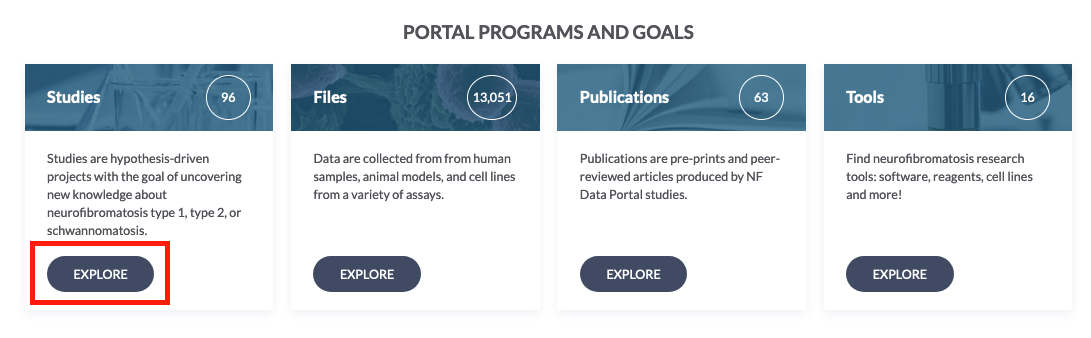 PORTAL PROGRAMS AND GOALS
Studies
96
Studies are hypothesis-driven
projects with the goal of uncovering
new knowledge about
neurofibromatosis type 1, type 2, or
schwannomatosis.
EXPLORE
Files
13,051
Data are collected from from human
samples, animal models, and cell lines
from a variety of assays.
EXPLORE
Publications
63
Publications are pre-prints and peer-
reviewed articles produced by NF
Data Portal studies.
EXPLORE
Tools
16
Find neurofibromatosis research
tools: software, reagents, cell lines
and more!
EXPLORE